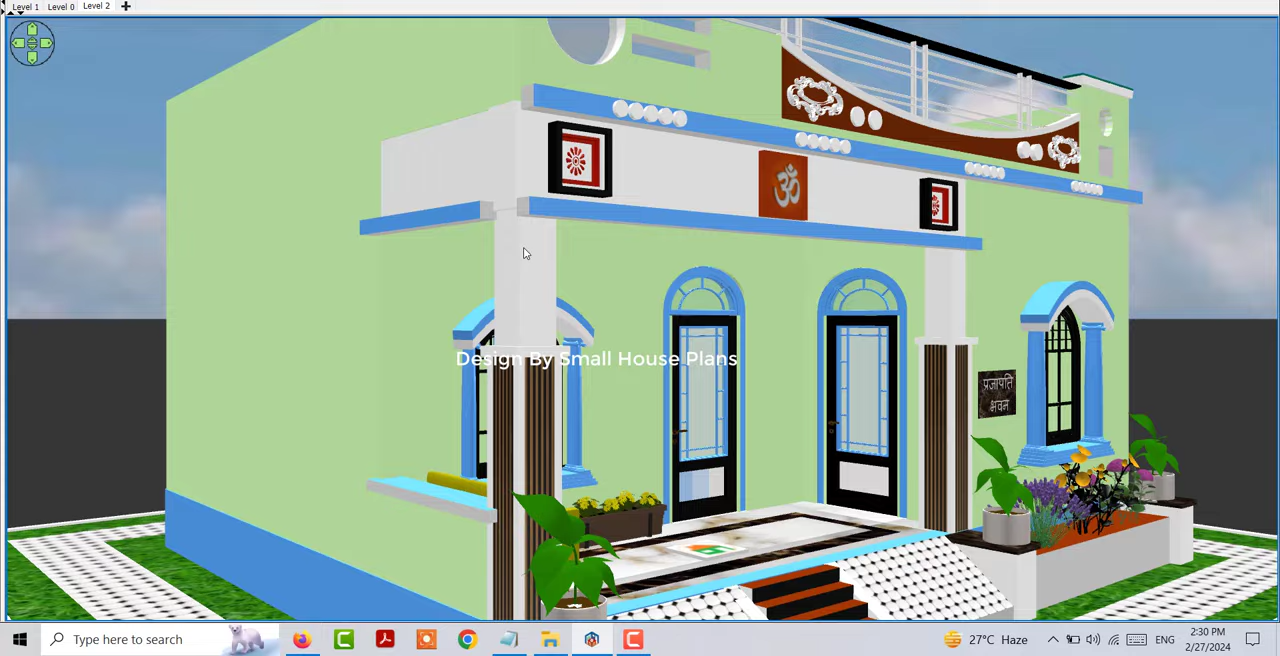 Level 1 Level 0 Level 2
ॐ
Design By Small House Plans
प्रजापति
भवन
Type here to search
27°C Haze
ENG
2:30 PM
2/27/2024